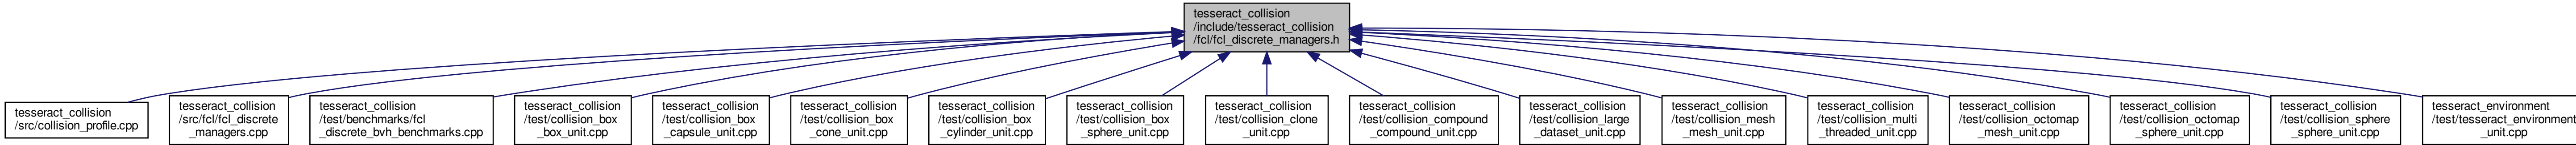 tesseract_collision
/include/tesseract_collision
/fcl/fcl_discrete_managers.h
tesseract_collision
/src/collision_profile.cpp
tesseract_collision
/src/fcl/fcl_discrete
_managers.cpp
tesseract_collision
/test/benchmarks/fcl
_discrete_bvh_benchmarks.cpp
tesseract_collision
/test/collision_box
_box_unit.cpp
tesseract_collision
/test/collision_box
_capsule_unit.cpp
tesseract_collision
/test/collision_box
_cone_unit.cpp
tesseract_collision
/test/collision_box
_cylinder_unit.cpp
tesseract_collision
/test/collision_box
_sphere_unit.cpp
tesseract_collision
/test/collision_clone
_unit.cpp
tesseract_collision
/test/collision_compound
_compound_unit.cpp
tesseract_collision
/test/collision_large
_dataset_unit.cpp
tesseract_collision
/test/collision_mesh
_mesh_unit.cpp
tesseract_collision
/test/collision_multi
_threaded_unit.cpp
tesseract_collision
/test/collision_octomap
_mesh_unit.cpp
tesseract_collision
/test/collision_octomap
_sphere_unit.cpp
tesseract_collision
/test/collision_sphere
_sphere_unit.cpp
tesseract_environment
/test/tesseract_environment
_unit.cpp